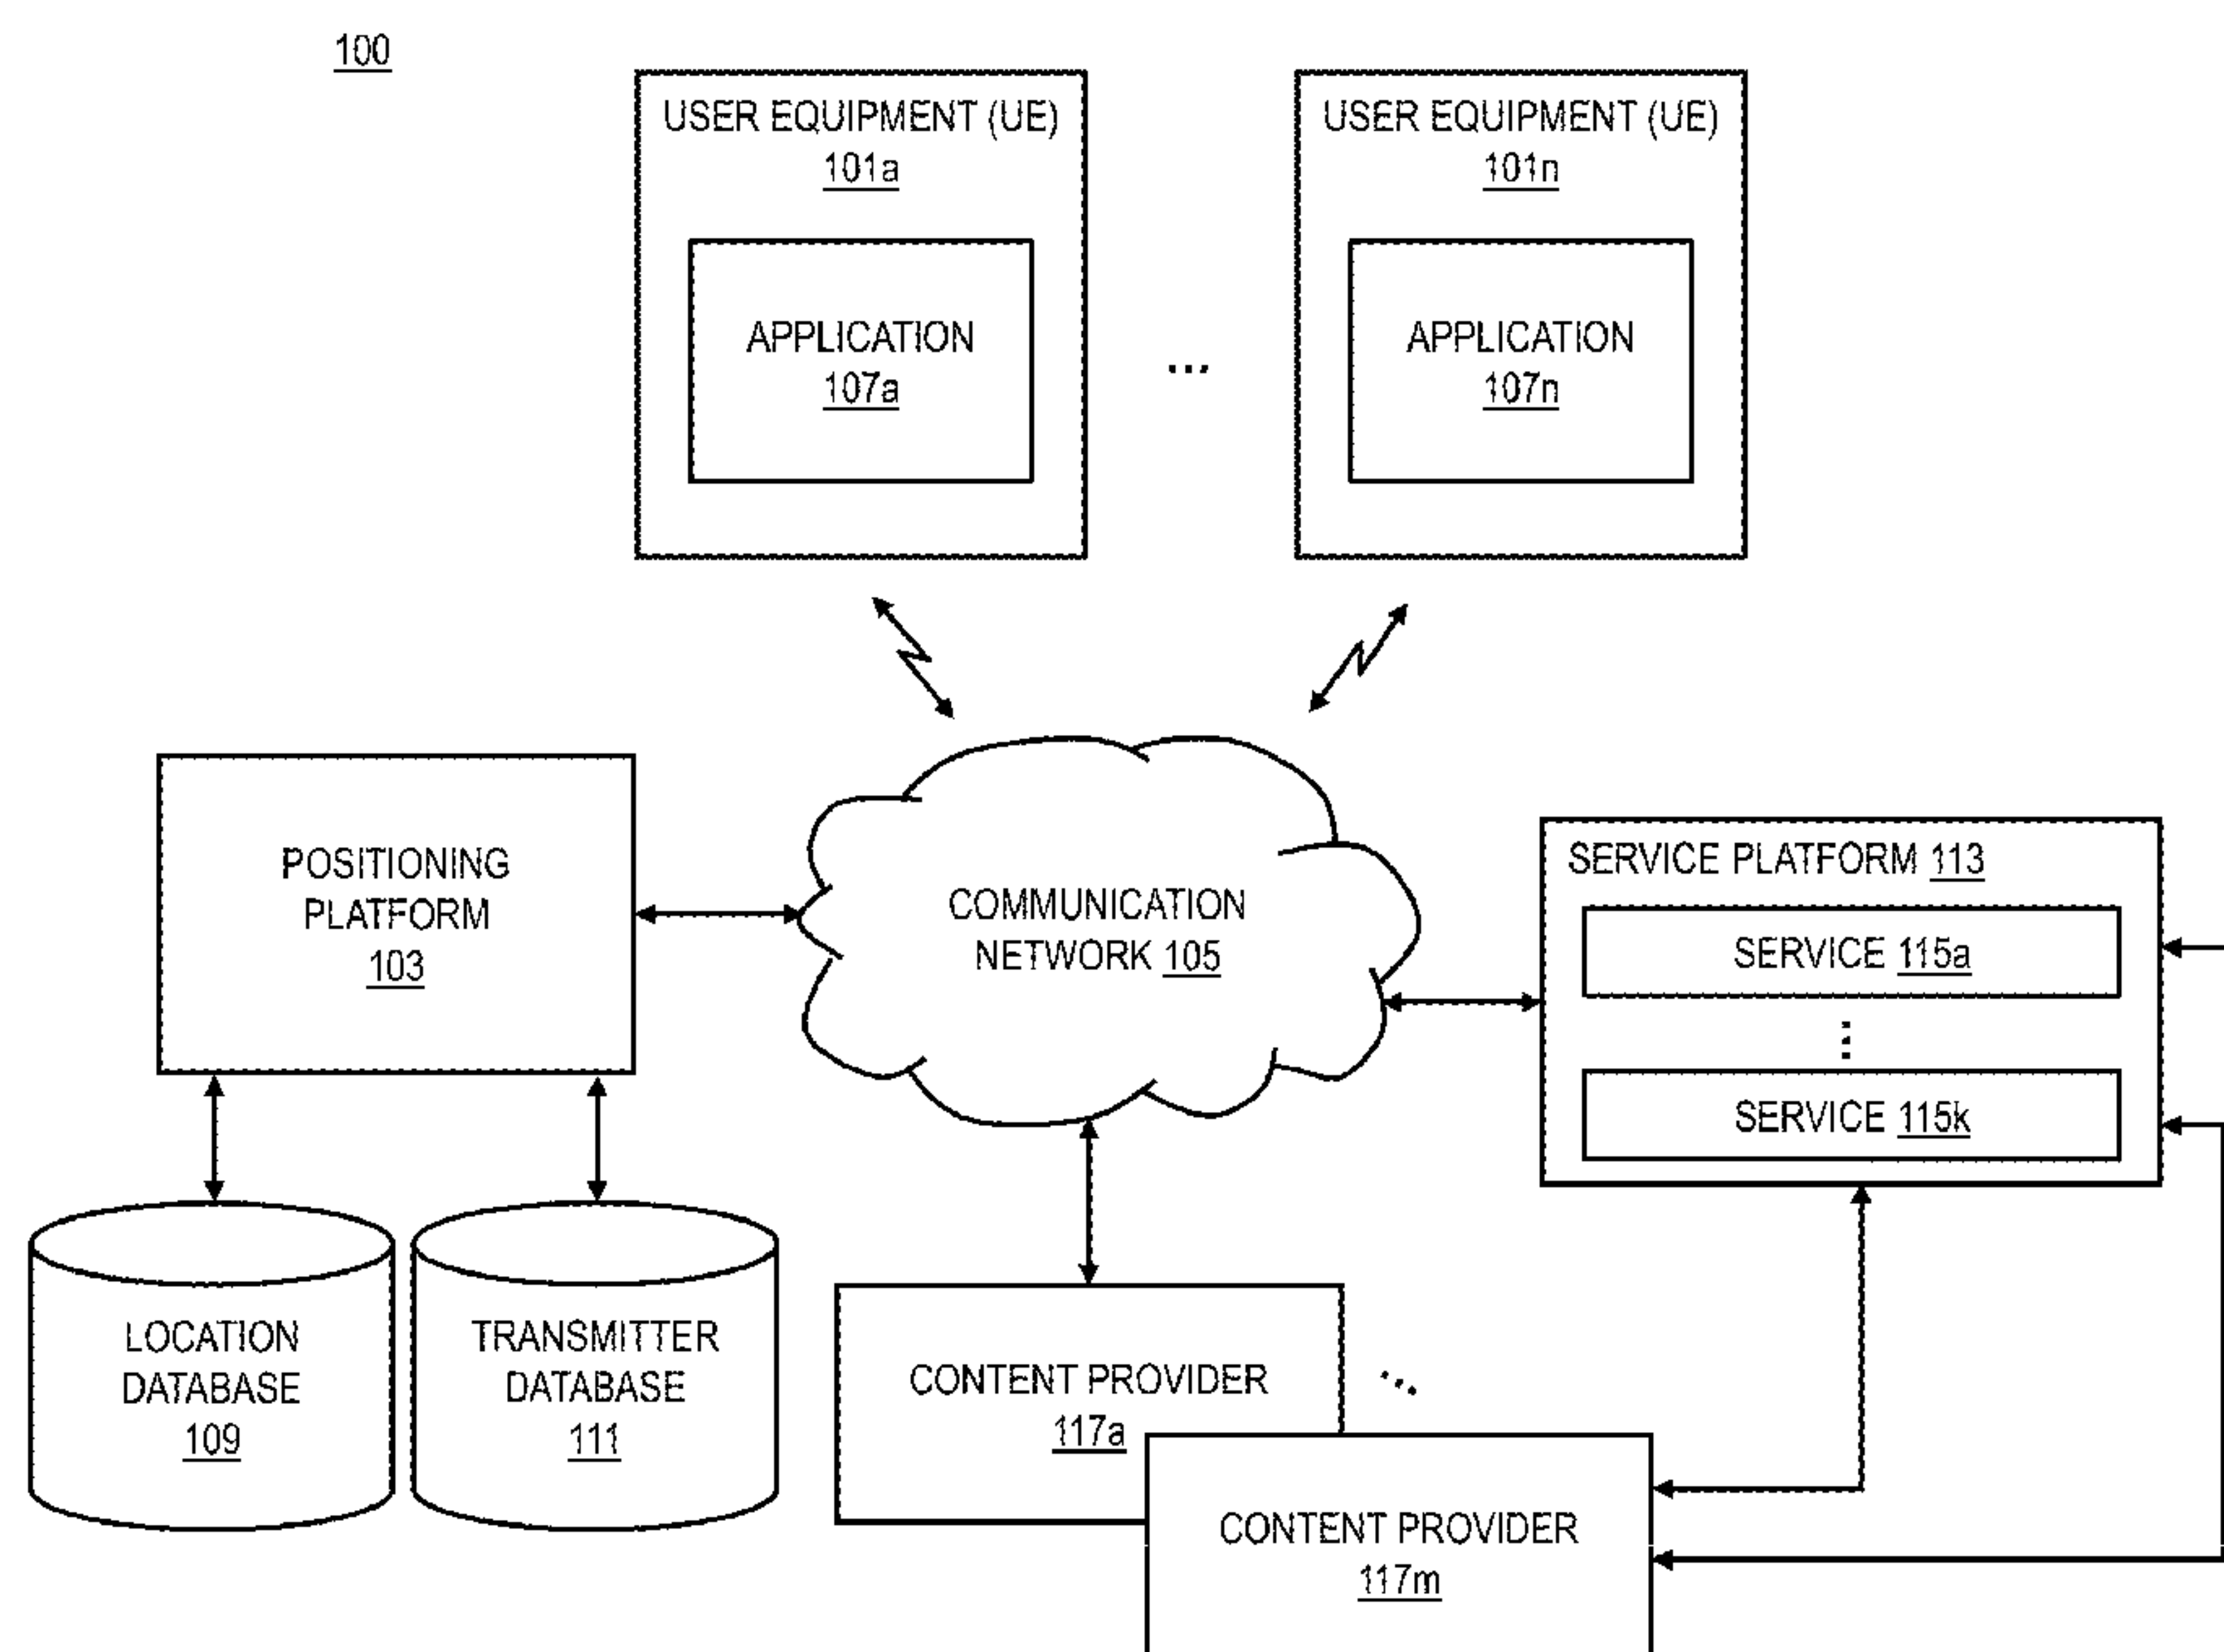 100
USER EQUIPMENT (UE)
101a
APPLICATION
107a
...
USER EQUIPMENT (UE)
101n
APPLICATION
107n
POSITIONING
PLATFORM
103
COMMUNICATION
NETWORK 105
SERVICE PLATFORM 113
SERVICE 115a
...
SERVICE 115k
LOCATION
DATABASE
109
TRANSMITTER
DATABASE
111
CONTENT PROVIDER
117a
...
CONTENT PROVIDER
117m